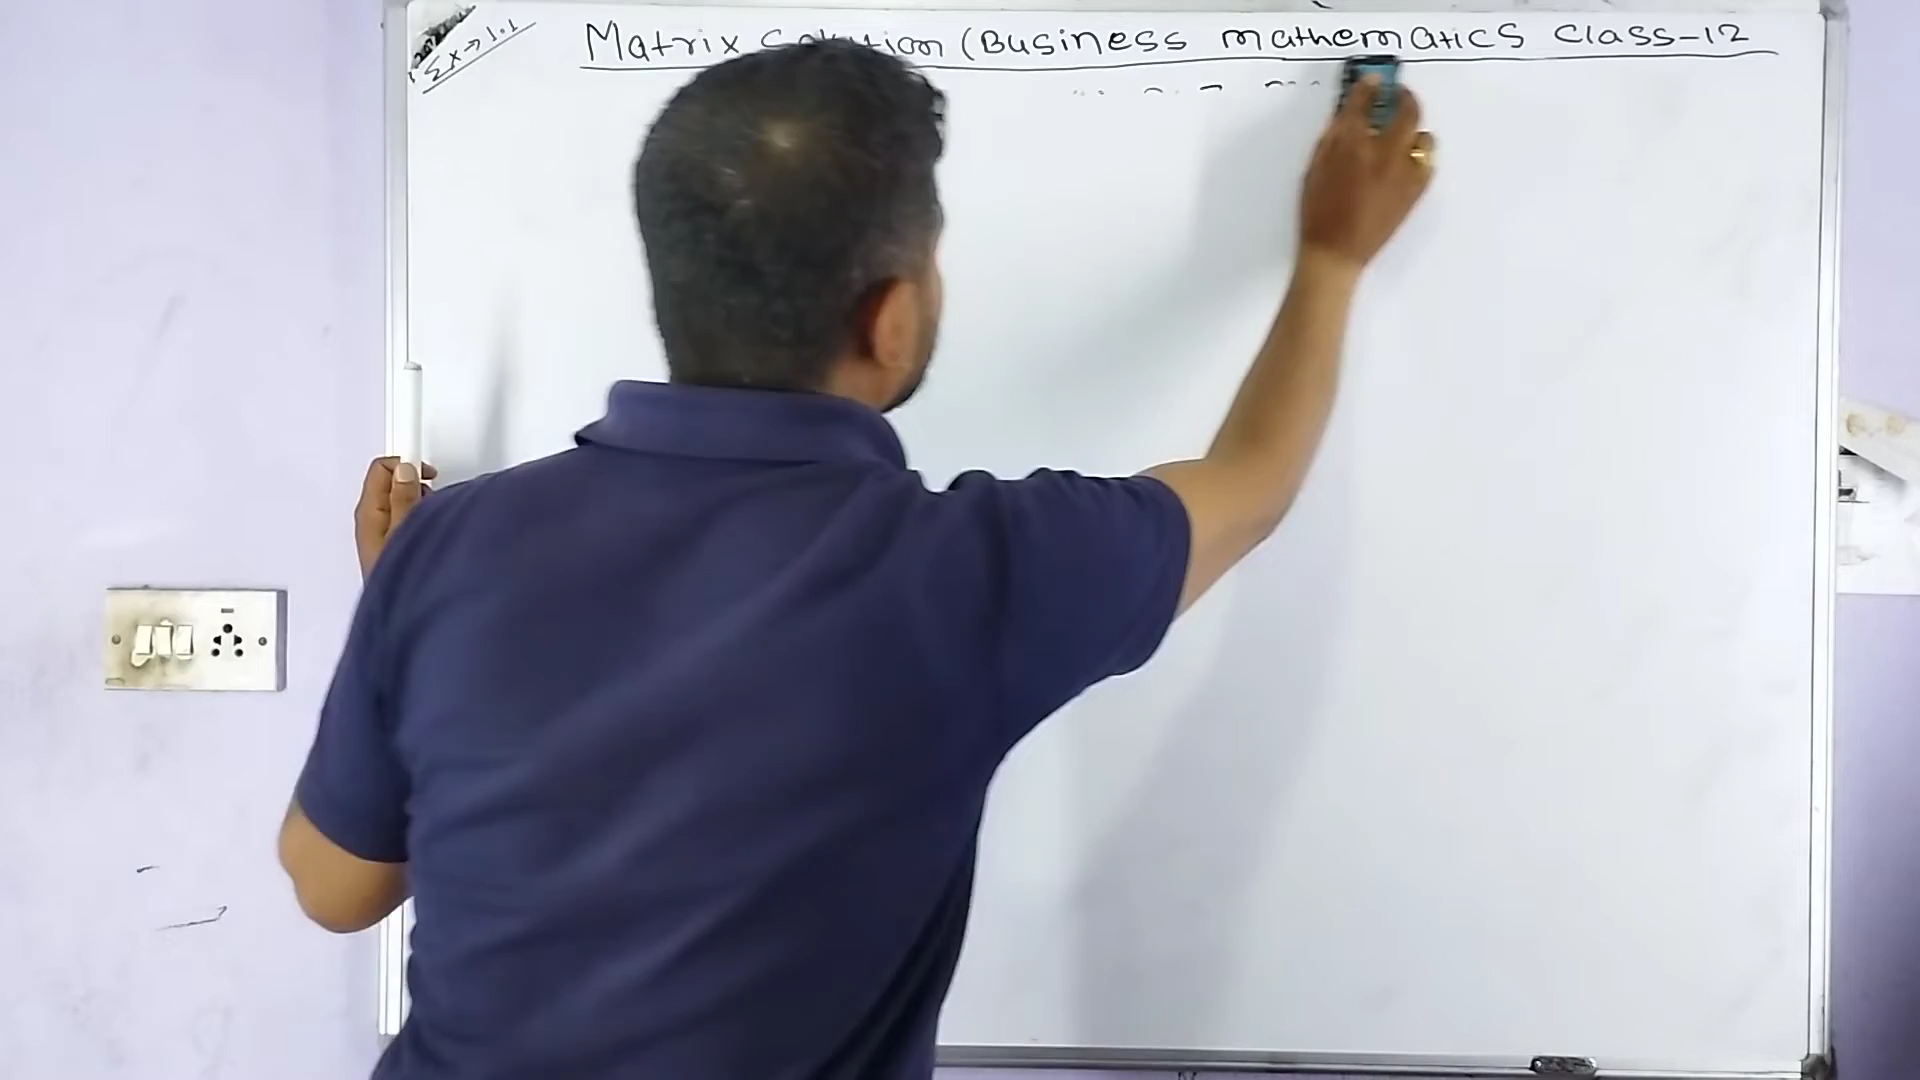 Ex→1.1
Matrix Solution (Business mathematics Class-12